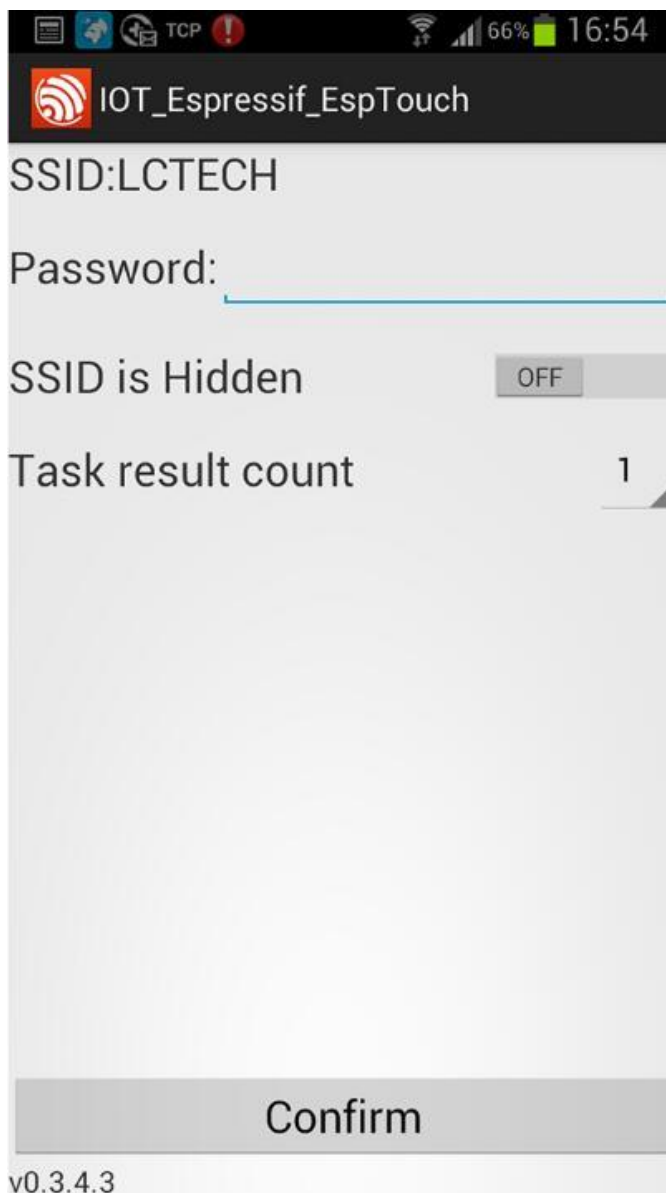 TCP 66% 16:54
IOT_Espressif_EspTouch
SSID:LCTECH
Password:
SSID is Hidden OFF
Task result count 1
Confirm
v0.3.4.3